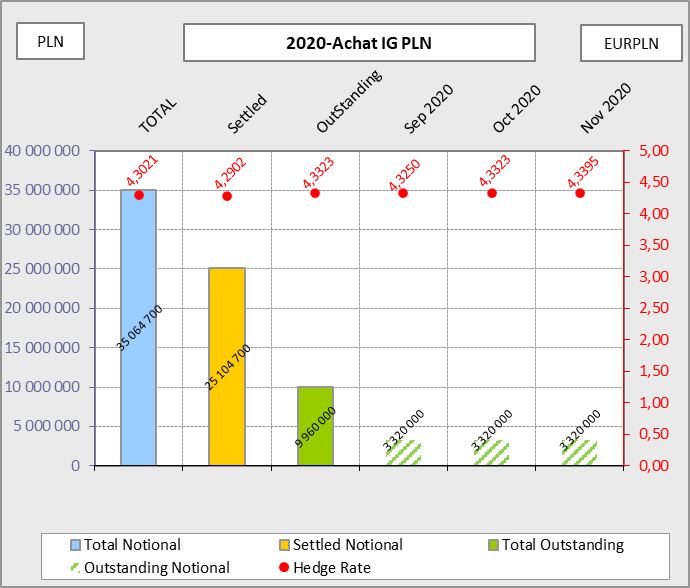 PLN
2020-Achat IG PLN
EURPLN
TOTAL
Settled
OutStanding
Sep 2020
Oct 2020
Nov 2020
40 000 000
35 000 000
30 000 000
25 000 000
20 000 000
15 000 000
10 000 000
5 000 000
0
4,3021
4,2902
4,3323
4,3250
4,3323
4,3395
35 064 700
25 104 700
9 960 000
3 320 000
3 320 000
3 320 000
5,00
4,50
4,00
3,50
3,00
2,50
2,00
1,50
1,00
0,50
0,00
Total Notional
Settled Notional
Total Outstanding
Outstanding Notional
Hedge Rate